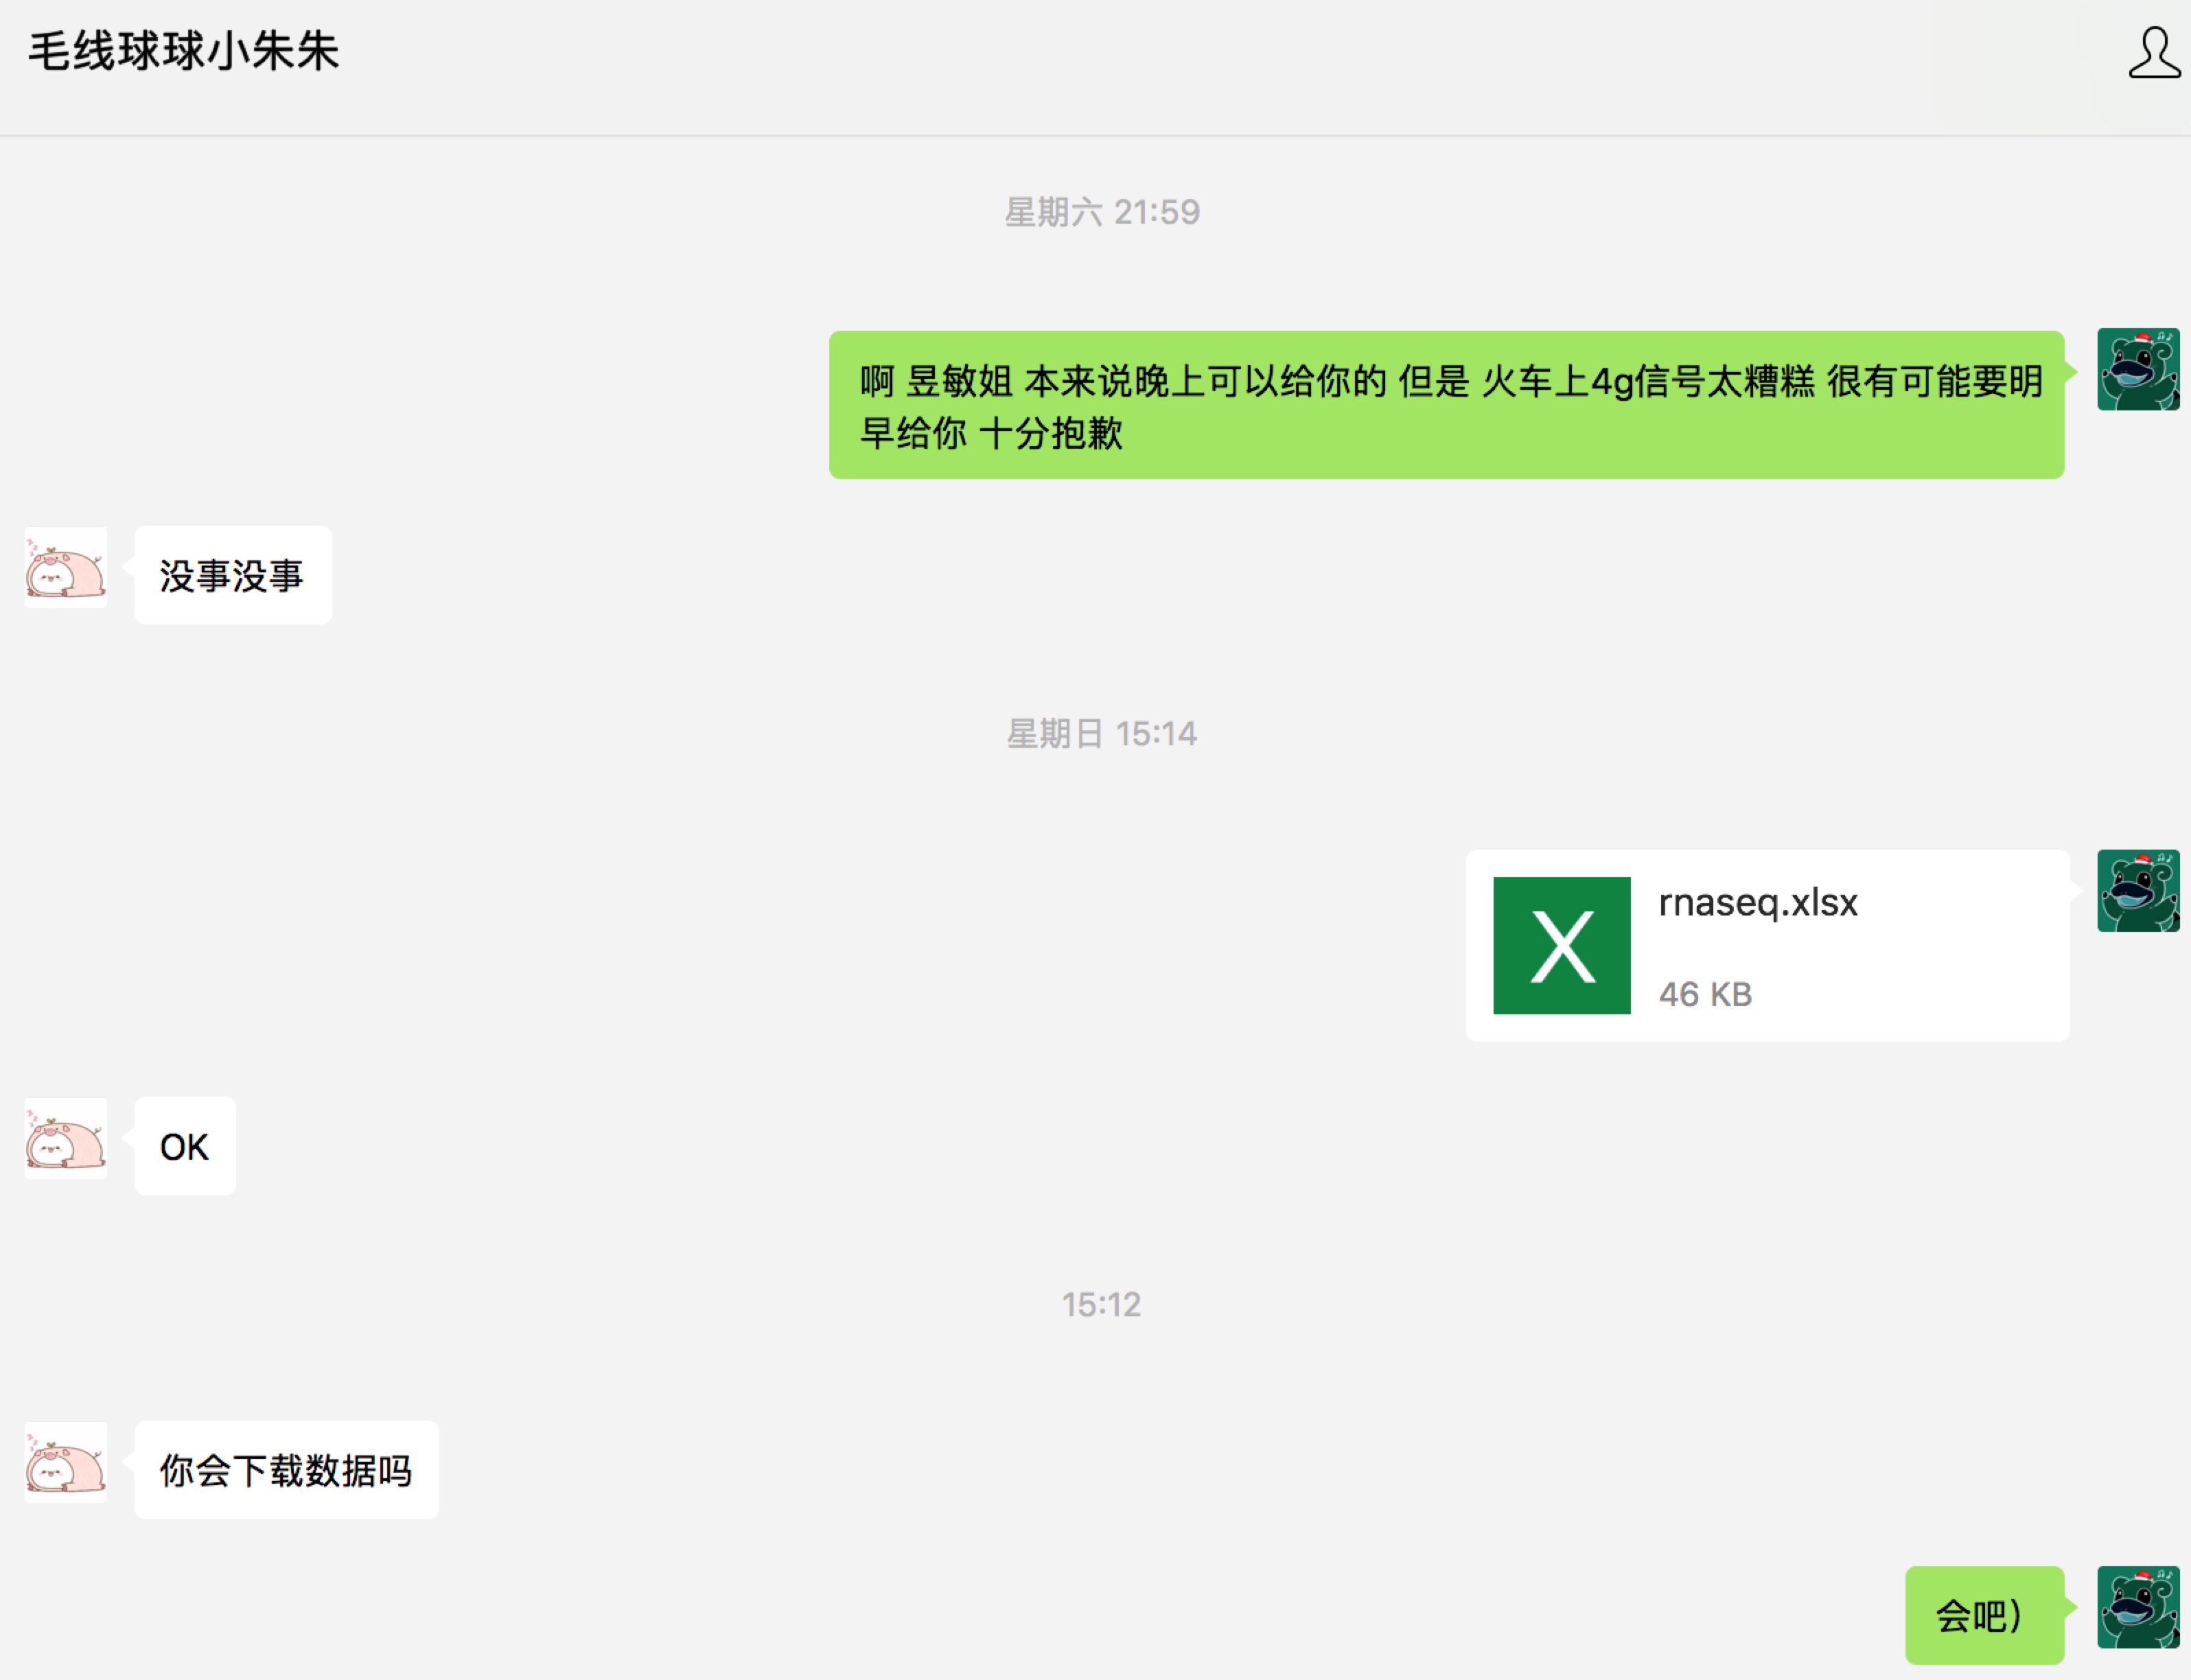 毛线球球小朱朱
星期六 21:59
啊 昱敏姐 本来说晚上可以给你的 但是 火车上4g信号太糟糕 很有可能要明
早给你 十分抱歉
没事没事
星期日 15:14
rnaseq.xlsx
46 KB
OK
15:12
你会下载数据吗
会吧）